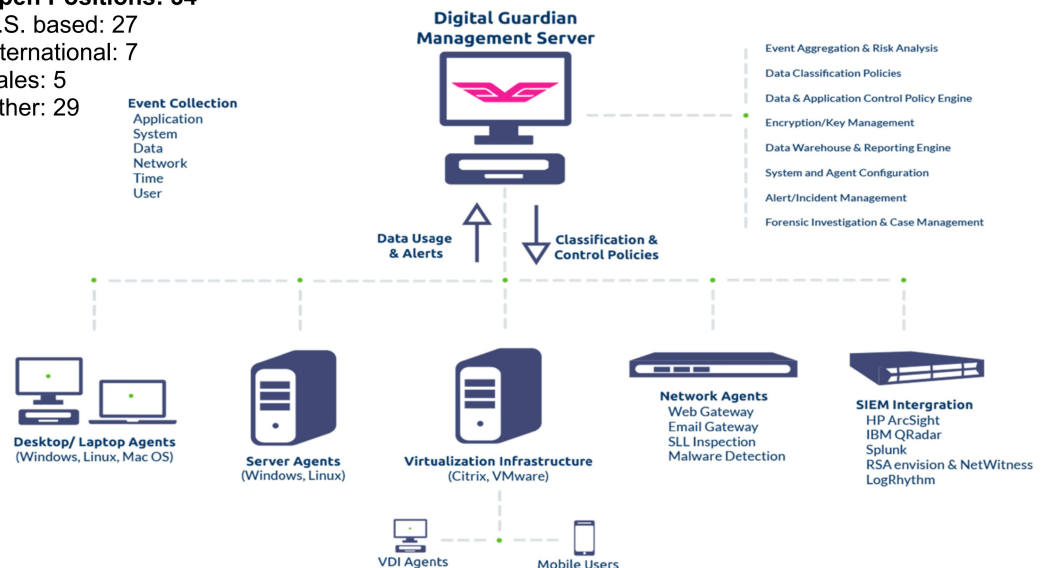 pen Positions: 34
.S. based: 27
ternational: 7
ales: 5
ther: 29
Digital Guardian
Management Server
Event Collection
Application
System
Data
Network
Time
User
Event Aggregation & Risk Analysis
Data Classification Policies
Data & Application Control Policy Engine
Encryption/Key Management
Data Warehouse & Reporting Engine
System and Agent Configuration
Alert/Incident Management
Forensic Investigation & Case Management
Data Usage
& Alerts
Classification &
Control Policies
Desktop/ Laptop Agents
(Windows, Linux, Mac OS)
Server Agents
(Windows, Linux)
Virtualization Infrastructure
(Citrix, VMware)
Network Agents
Web Gateway
Email Gateway
SLL Inspection
Malware Detection
SIEM Intergration
HP ArcSight
IBM QRadar
Splunk
RSA envision & NetWitness
LogRhythm
VDI Agents
Mobile Users